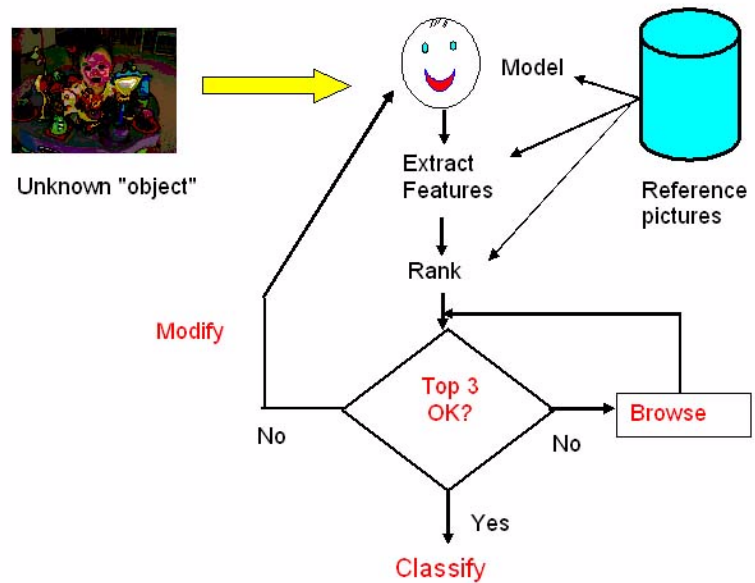 Model
Unknown "object"
Extract
Features
Reference
pictures
Rank
Modify
Top 3
OK?
Browse
No
No
Yes
Classify